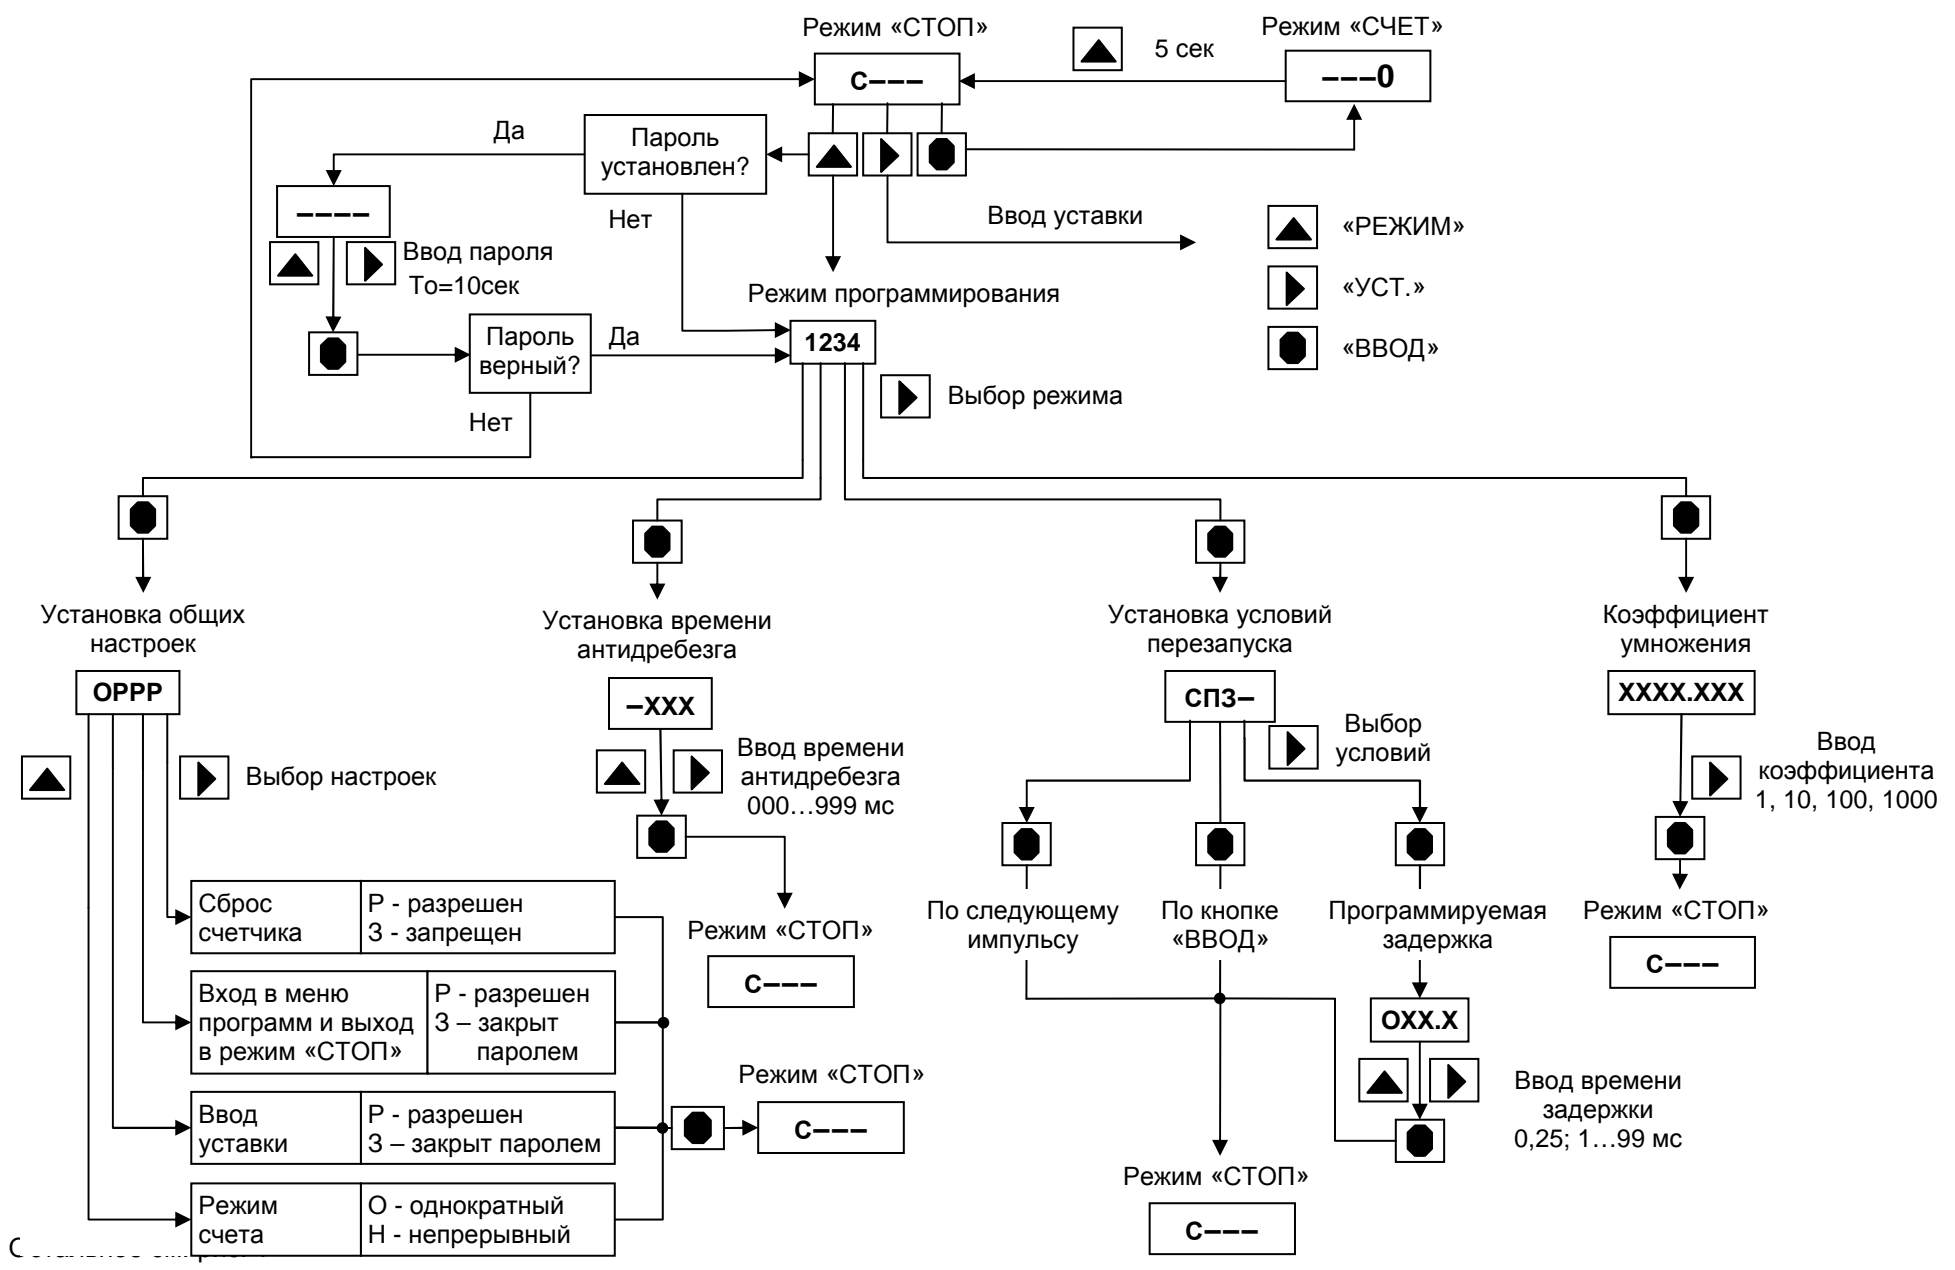 Режим «СТОП»
5 сек
Режим «СЧЕТ»
С–––
–––0
Да
Пароль
установлен?
Нет
––––
Ввод пароля
То=10сек
Ввод уставки
«РЕЖИМ»
«УСТ.»
«ВВОД»
Режим программирования
1234
Пароль
верный?
Да
Нет
Выбор режима
Установка общих
настроек
ОРРР
Выбор настроек
Установка времени
антидребезга
–ХХХ
Ввод времени
антидребезга
000…999 мс
Режим «СТОП»
С–––
Установка условий
перезапуска
СПЗ–
Выбор
условий
По следующему
импульсу
По кнопке
«ВВОД»
Программируемая
задержка
ОХХ.Х
Ввод времени
задержки
0,25; 1…99 мс
Режим «СТОП»
С–––
Коэффициент
умножения
ХХХХ.ХХХ
Ввод
коэффициента
1, 10, 100, 1000
Режим «СТОП»
С–––
Сброс
счетчика
Р - разрешен
З - запрещен
Вход в меню
программ и выход
в режим «СТОП»
Р - разрешен
З – закрыт
паролем
Ввод
уставки
Р - разрешен
З – закрыт паролем
Режим
счета
О - однократный
Н - непрерывный
Режим «СТОП»
С–––